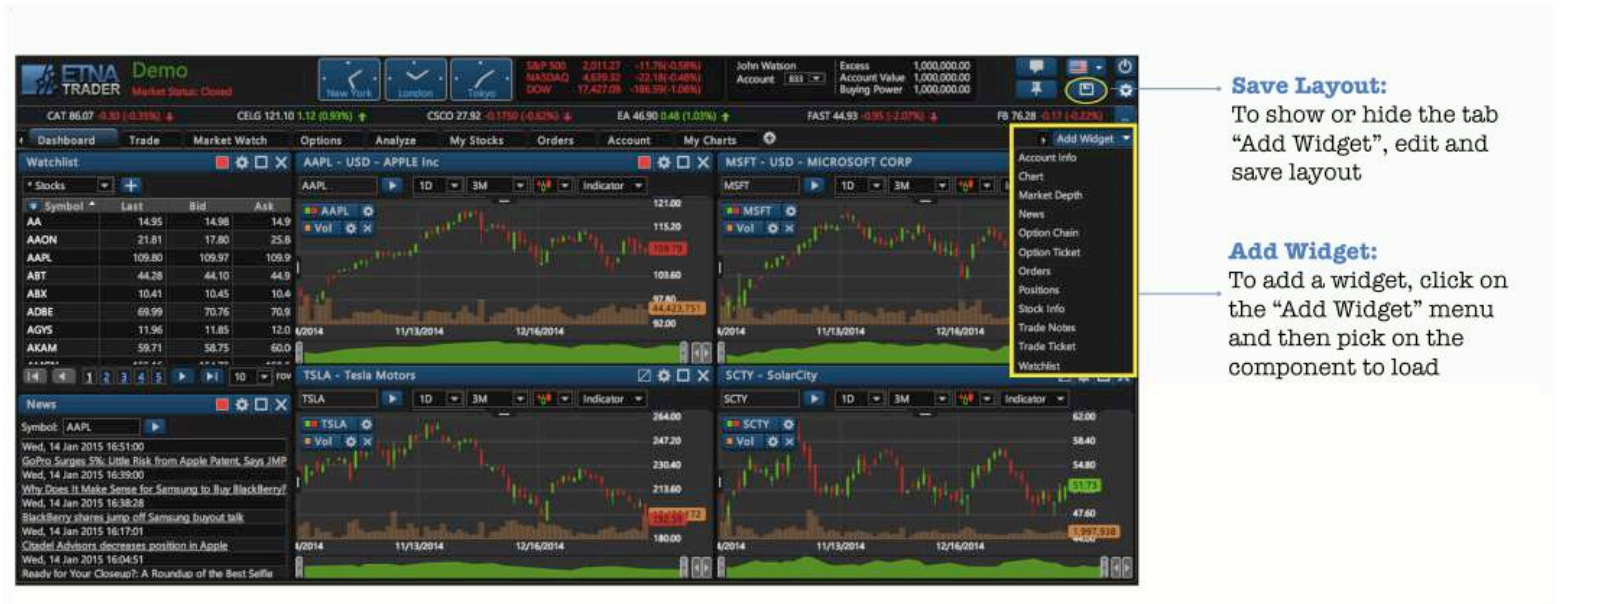 ETNA
TRADER
Demo
Market Status: Closed
New York
London
Tokyo
S&P 500 2,011.27 -11.76(-0.58%)
NASDAQ 4,639.32 -22.18(-0.48%)
DOW 17,427.09 -186.59(-1.06%)
John Watson
Account B33
Excess 1,000,000.00
Account Value 1,000,000.00
Buying Power 1,000,000.00
CAT 86.07 CELG 121.10 1.12 (0.93%) CSCO 27.92 -0.1750 (-0.62%) EA 46.90 0.48 (1.03%) FAST 44.93 -0.95 (-2.07%) FB 76.28 -0.17 (-0.22%)
Dashboard Trade Market Watch Options Analyze My Stocks Orders Account My Charts
Add Widget
Account Info
Chart
Market Depth
News
Option Chain
Option Ticket
Orders
Positions
Stock Info
Trade Notes
Trade Ticket
Watchlist
Watchlist
* Stocks
Symbol Last Bid Ask
AA 14.95 14.98 14.9
AAON 21.81 17.80 25.8
AAPL 109.80 109.97 109.9
ABT 44.28 44.10 44.9
ABX 10.41 10.45 10.4
ADBE 69.99 70.76 70.9
AGYS 11.96 11.85 12.0
AKAM 59.71 58.75 60.0
1 2 3 4 5 10 row
News
Symbol: AAPL
Wed, 14 Jan 2015 16:51:00
GoPro Surges 5%: Little Risk from Apple Patent, Says JMP
Wed, 14 Jan 2015 16:39:00
Why Does It Make Sense for Samsung to Buy BlackBerry?
Wed, 14 Jan 2015 16:38:28
BlackBerry shares jump off Samsung buyout talk
Wed, 14 Jan 2015 16:17:01
Citadel Advisors decreases position in Apple
Wed, 14 Jan 2015 16:04:51
Ready for Your Closeup?: A Roundup of the Best Selfie
AAPL - USD - APPLE Inc
AAPL 1D 3M Indicator
AAPL
Vol
121.00
115.20
109.79
103.60
97.80
44,423,751
92.00
/2014 11/13/2014 12/16/2014
MSFT - USD - MICROSOFT CORP
MSFT 1D 3M
MSFT
Vol
/2014 11/13/2014 12/16/2014
TSLA - Tesla Motors
TSLA 1D 3M Indicator
TSLA
Vol
264.00
247.20
230.40
213.60
180.00
/2014 11/13/2014 12/16/2014
SCTY - SolarCity
SCTY 1D 3M Indicator
SCTY
Vol
62.00
58.40
54.80
51.73
47.60
1,997,938
/2014 11/13/2014 12/16/2014
Save Layout:
To show or hide the tab
“Add Widget”, edit and
save layout
Add Widget:
To add a widget, click on
the “Add Widget” menu
and then pick on the
component to load